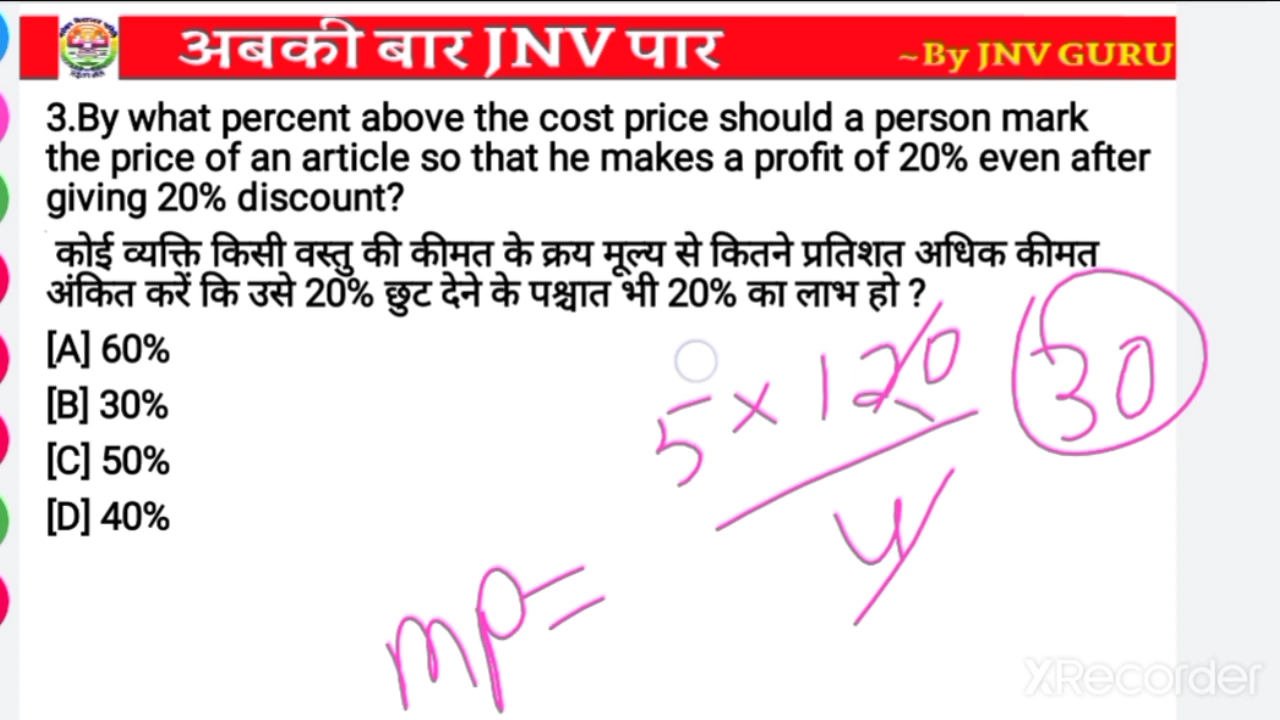 अबकी बार JNV पार
~By JNV GURU
3.By what percent above the cost price should a person mark
the price of an article so that he makes a profit of 20% even after
giving 20% discount?
कोई व्यक्ति किसी वस्तु की कीमत के क्रय मूल्य से कितने प्रतिशत अधिक कीमत
अंकित करें कि उसे 20% छुट देने के पश्चात भी 20% का लाभ हो ?
[A] 60%
[B] 30%
[C] 50%
[D] 40%
5 × 120
30
4
MP=
XRecorder